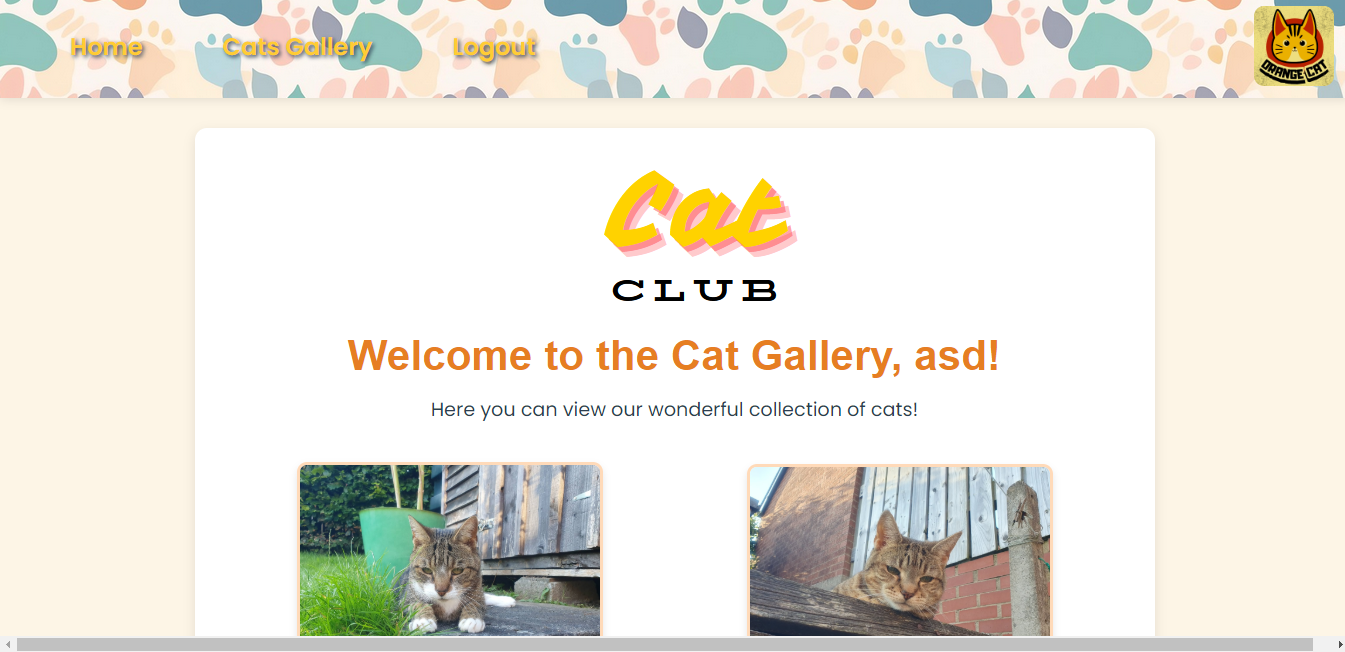 Home
Cats Gallery
Logout
ORANGE CAT
Cat
CLUB
Welcome to the Cat Gallery, asd!
Here you can view our wonderful collection of cats!